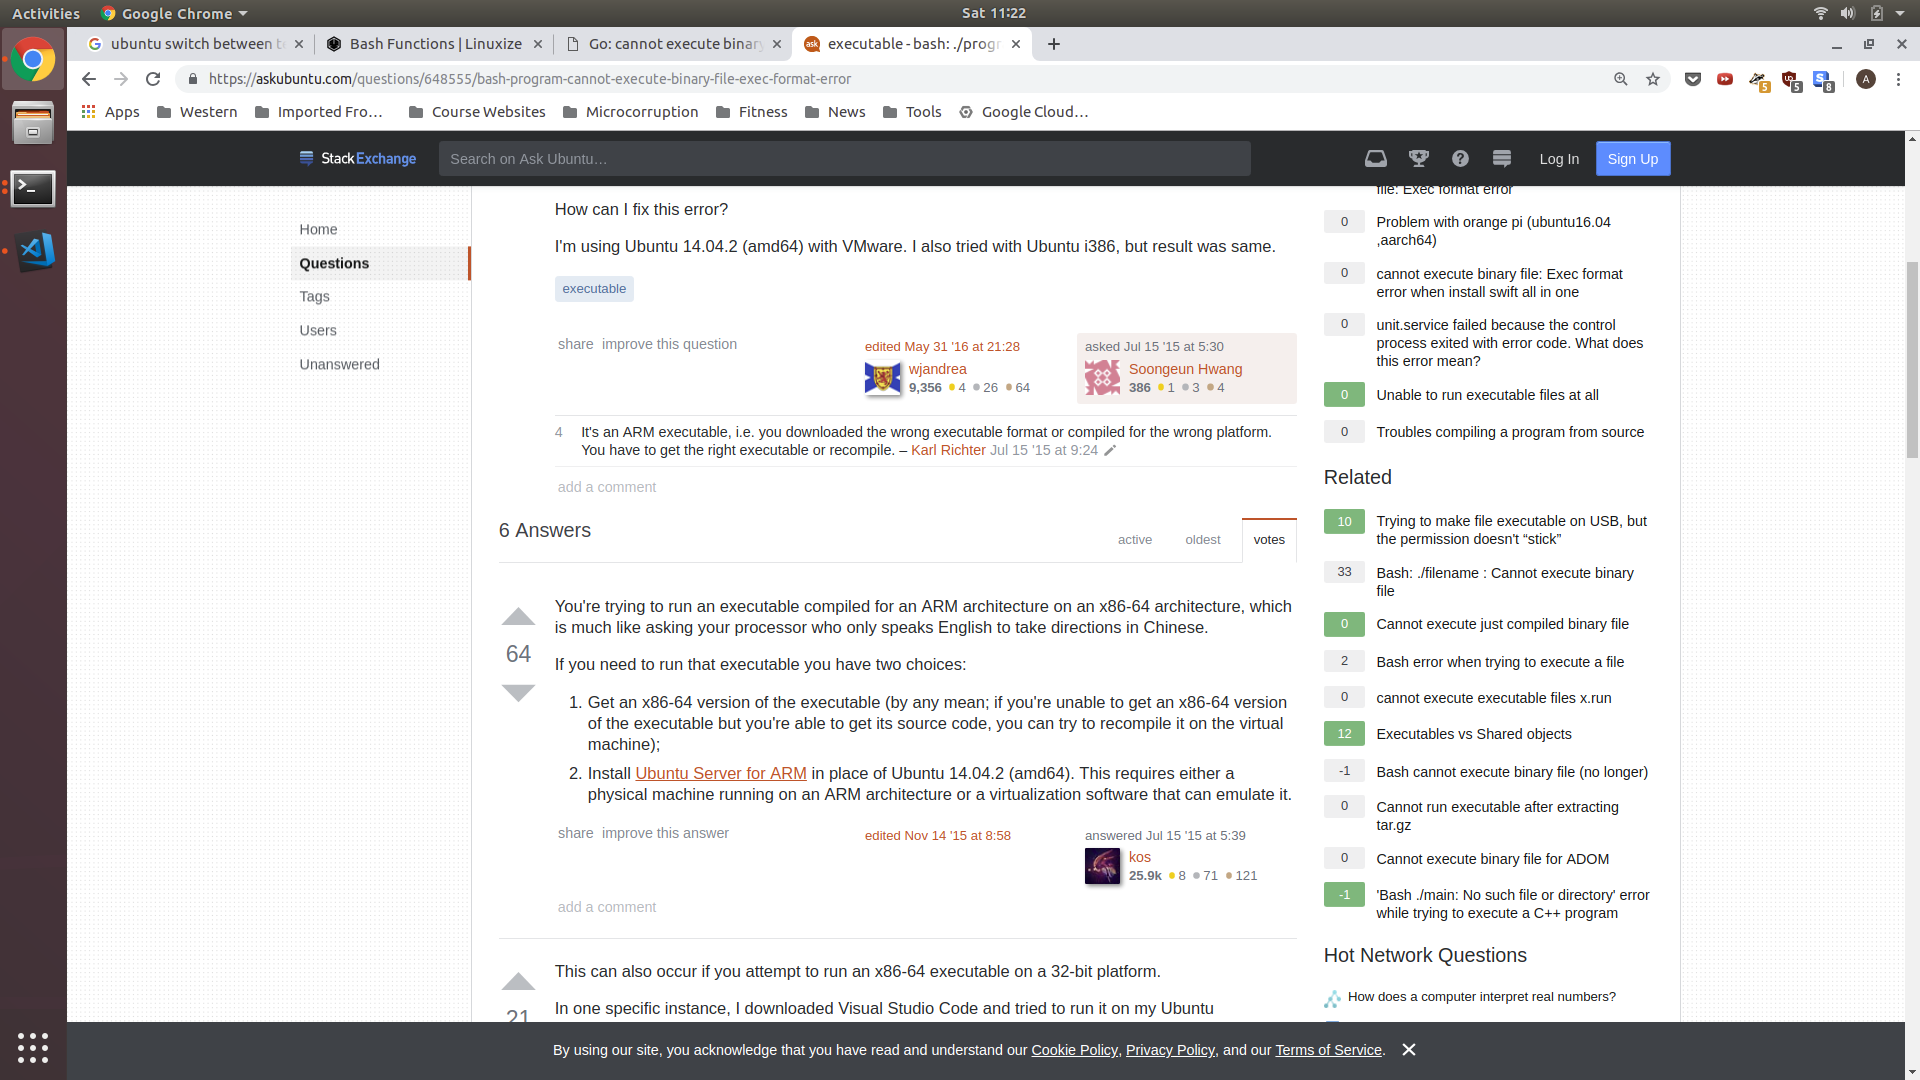 Activities Google Chrome Sat 11:22
ubuntu switch between t
Bash Functions | Linuxize
Go: cannot execute binary
ask executable - bash: ./prog
https://askubuntu.com/questions/648555/bash-program-cannot-execute-binary-file-exec-format-error
5 5 8 A
Apps Western Imported Fro… Course Websites Microcorruption Fitness News Tools Google Cloud…
StackExchange Search on Ask Ubuntu… Log In Sign Up
Home
Questions
Tags
Users
Unanswered
How can I fix this error?
I'm using Ubuntu 14.04.2 (amd64) with VMware. I also tried with Ubuntu i386, but result was same.
executable
share improve this question
edited May 31 '16 at 21:28
wjandrea
9,356 4 26 64
asked Jul 15 '15 at 5:30
Soongeun Hwang
386 1 3 4
4 It's an ARM executable, i.e. you downloaded the wrong executable format or compiled for the wrong platform.
You have to get the right executable or recompile. – Karl Richter Jul 15 '15 at 9:24
add a comment
6 Answers
active oldest votes
64
You're trying to run an executable compiled for an ARM architecture on an x86-64 architecture, which
is much like asking your processor who only speaks English to take directions in Chinese.
If you need to run that executable you have two choices:
1. Get an x86-64 version of the executable (by any mean; if you're unable to get an x86-64 version
of the executable but you're able to get its source code, you can try to recompile it on the virtual
machine);
2. Install Ubuntu Server for ARM in place of Ubuntu 14.04.2 (amd64). This requires either a
physical machine running on an ARM architecture or a virtualization software that can emulate it.
share improve this answer
edited Nov 14 '15 at 8:58
answered Jul 15 '15 at 5:39
kos
25.9k 8 71 121
add a comment
21
This can also occur if you attempt to run an x86-64 executable on a 32-bit platform.
In one specific instance, I downloaded Visual Studio Code and tried to run it on my Ubuntu
file: Exec format error
0 Problem with orange pi (ubuntu16.04
,aarch64)
0 cannot execute binary file: Exec format
error when install swift all in one
0 unit.service failed because the control
process exited with error code. What does
this error mean?
0 Unable to run executable files at all
0 Troubles compiling a program from source
Related
10 Trying to make file executable on USB, but
the permission doesn't “stick”
33 Bash: ./filename : Cannot execute binary
file
0 Cannot execute just compiled binary file
2 Bash error when trying to execute a file
0 cannot execute executable files x.run
12 Executables vs Shared objects
-1 Bash cannot execute binary file (no longer)
0 Cannot run executable after extracting
tar.gz
0 Cannot execute binary file for ADOM
-1 'Bash ./main: No such file or directory' error
while trying to execute a C++ program
Hot Network Questions
How does a computer interpret real numbers?
By using our site, you acknowledge that you have read and understand our Cookie Policy, Privacy Policy, and our Terms of Service.